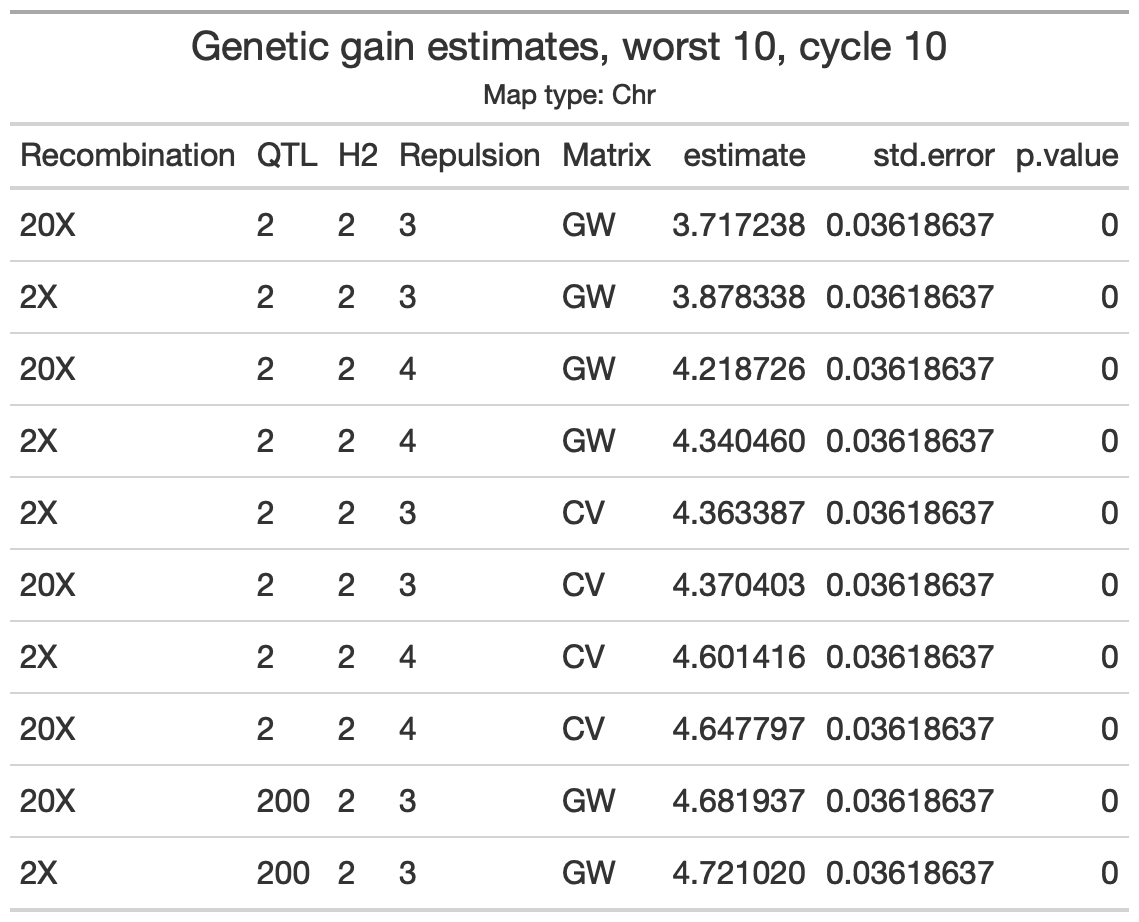 Genetic gain estimates, worst 10, cycle 10
Map type: Chr
Recombination QTL H2 Repulsion Matrix estimate std.error p.value
20X 2 2 3 GW 3.717238 0.03618637 0
2X 2 2 3 GW 3.878338 0.03618637 0
20X 2 2 4 GW 4.218726 0.03618637 0
2X 2 2 4 GW 4.340460 0.03618637 0
2X 2 2 3 CV 4.363387 0.03618637 0
20X 2 2 3 CV 4.370403 0.03618637 0
2X 2 2 4 CV 4.601416 0.03618637 0
20X 2 2 4 CV 4.647797 0.03618637 0
20X 200 2 3 GW 4.681937 0.03618637 0
2X 200 2 3 GW 4.721020 0.03618637 0